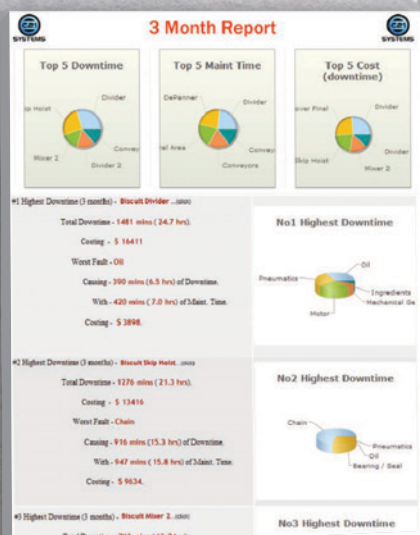 SYSTEMS
3 Month Report
SYSTEMS
Top 5 Downtime
ip Hoist
Divider
Mixer 2
Convey
Divider 2
Top 5 Maint Time
DePanner
Divider
el Area
Convey
Conveyors
Top 5 Cost
(downtime)
over Final
Divider
Skip Hoist
Convey
Mixer 2
#1 Highest Downtime (3 months) - Biscuit Divider
Total Downtime - 1481 mins ( 24.7 hrs).
Costing - $ 16411
Worst Fault - Oil
Causing - 390 mins (6.5 hrs) of Downtime.
With - 420 mins ( 7.0 hrs) of Maint. Time.
Costing - $ 3898.
No1 Highest Downtime
Oil
Pneumatics
Ingredients
Mechanical Ge
Motor
#2 Highest Downtime (3 months) - Biscuit Skip Hoist
Total Downtime - 1276 mins ( 21.3 hrs).
Costing - $ 13416
Worst Fault - Chain
Causing - 916 mins (15.3 hrs) of Downtime.
With - 947 mins ( 15.8 hrs) of Maint. Time.
Costing - $ 9634.
No2 Highest Downtime
Chain
Pneumatics
Oil
Bearing / Seal
#3 Highest Downtime (3 months) - Biscuit Mixer 2
No3 Highest Downtime